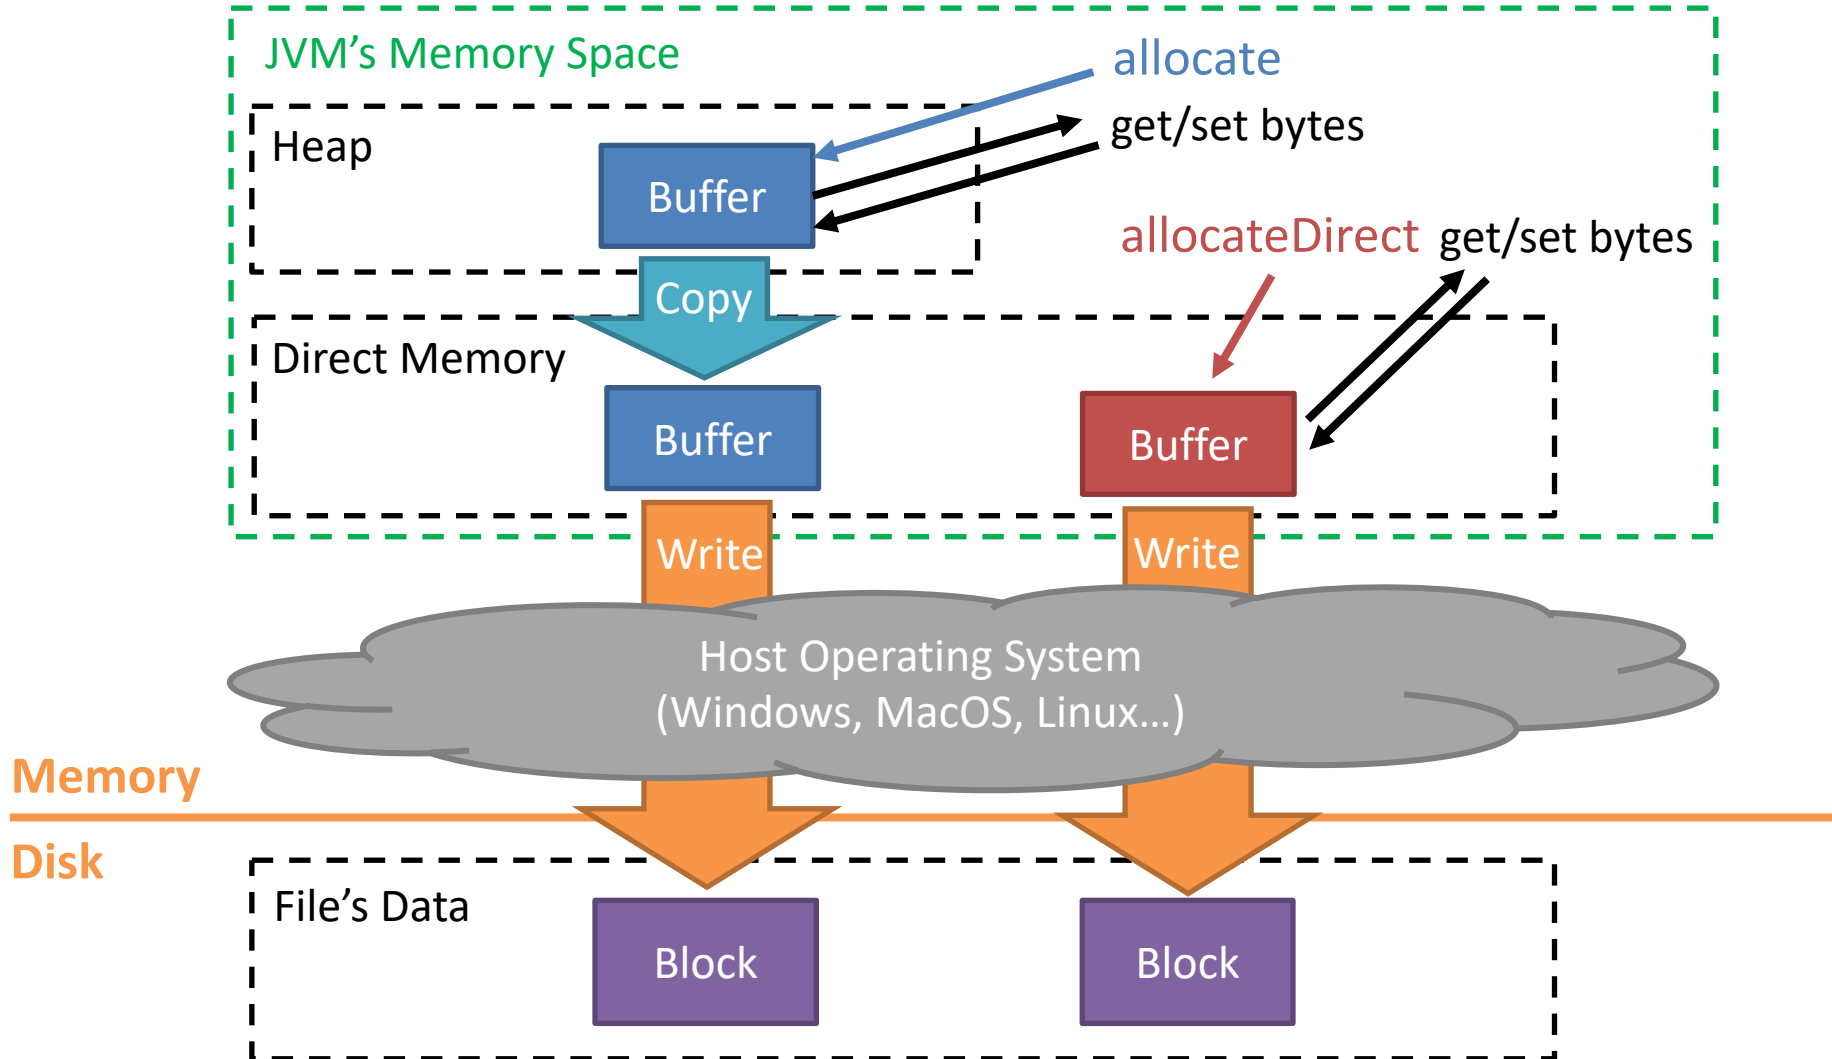 JVM’s Memory Space
allocate
get/set bytes
Heap
Buffer
allocateDirect
get/set bytes
Copy
Direct Memory
Buffer
Buffer
Write
Write
Host Operating System
(Windows, MacOS, Linux…)
Memory
Disk
File’s Data
Block
Block